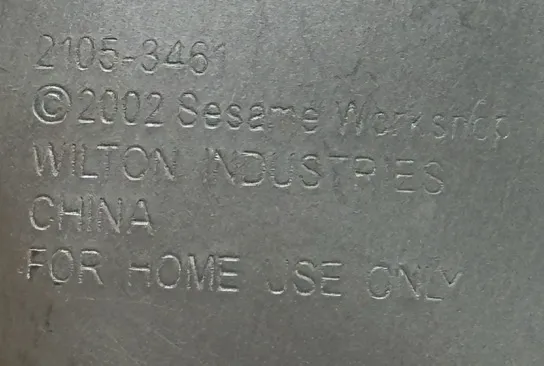 2105-3461
©2002 Sesame Workshop
WILTON INDUSTRIES
CHINA
FOR HOME USE ONLY